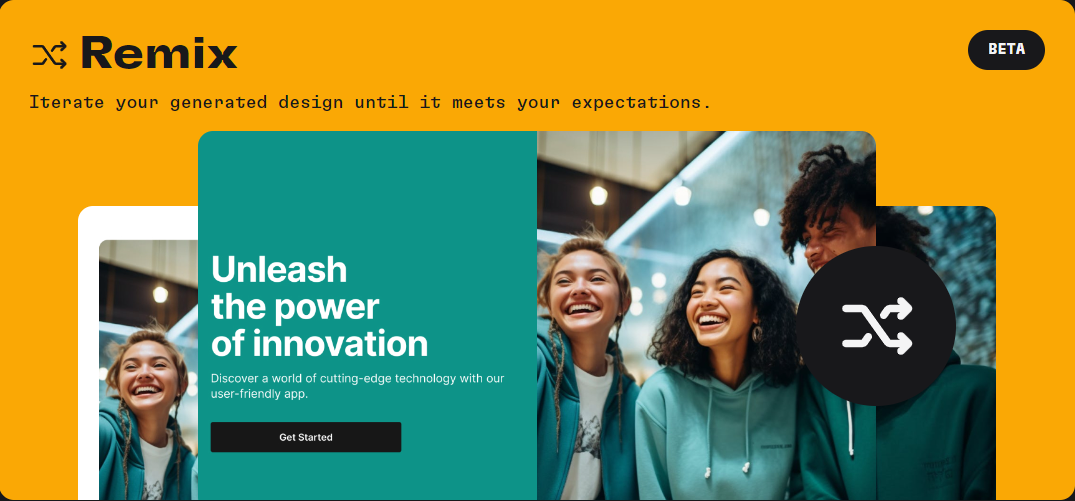 Remix
BETA
Iterate your generated design until it meets your expectations.
Unleash
the power
of innovation
Discover a world of cutting-edge technology with our
user-friendly app.
Get Started